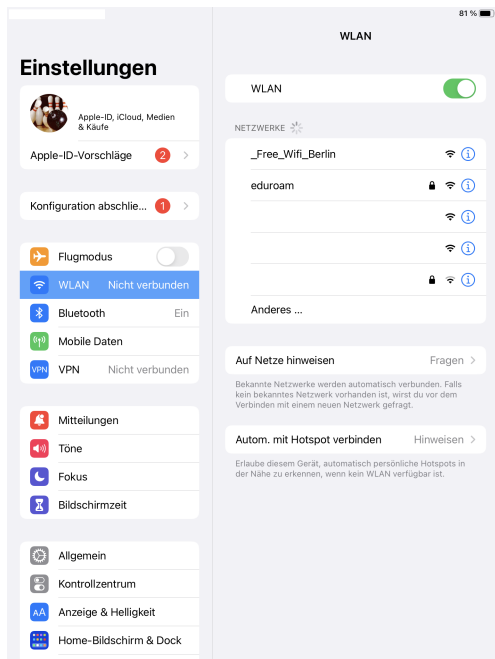 81 %
Einstellungen
Apple-ID, iCloud, Medien
& Käufe
Apple-ID-Vorschläge 2
Konfiguration abschlie... 1
Flugmodus
WLAN Nicht verbunden
Bluetooth Ein
Mobile Daten
VPN VPN Nicht verbunden
Mitteilungen
Töne
Fokus
Bildschirmzeit
Allgemein
Kontrollzentrum
AA Anzeige & Helligkeit
Home-Bildschirm & Dock
WLAN
WLAN
NETZWERKE
_Free_Wifi_Berlin
eduroam
Anderes ...
Auf Netze hinweisen Fragen
Bekannte Netzwerke werden automatisch verbunden. Falls
kein bekanntes Netzwerk vorhanden ist, wirst du vor dem
Verbinden mit einem neuen Netzwerk gefragt.
Autom. mit Hotspot verbinden Hinweisen
Erlaube diesem Gerät, automatisch persönliche Hotspots in
der Nähe zu erkennen, wenn kein WLAN verfügbar ist.